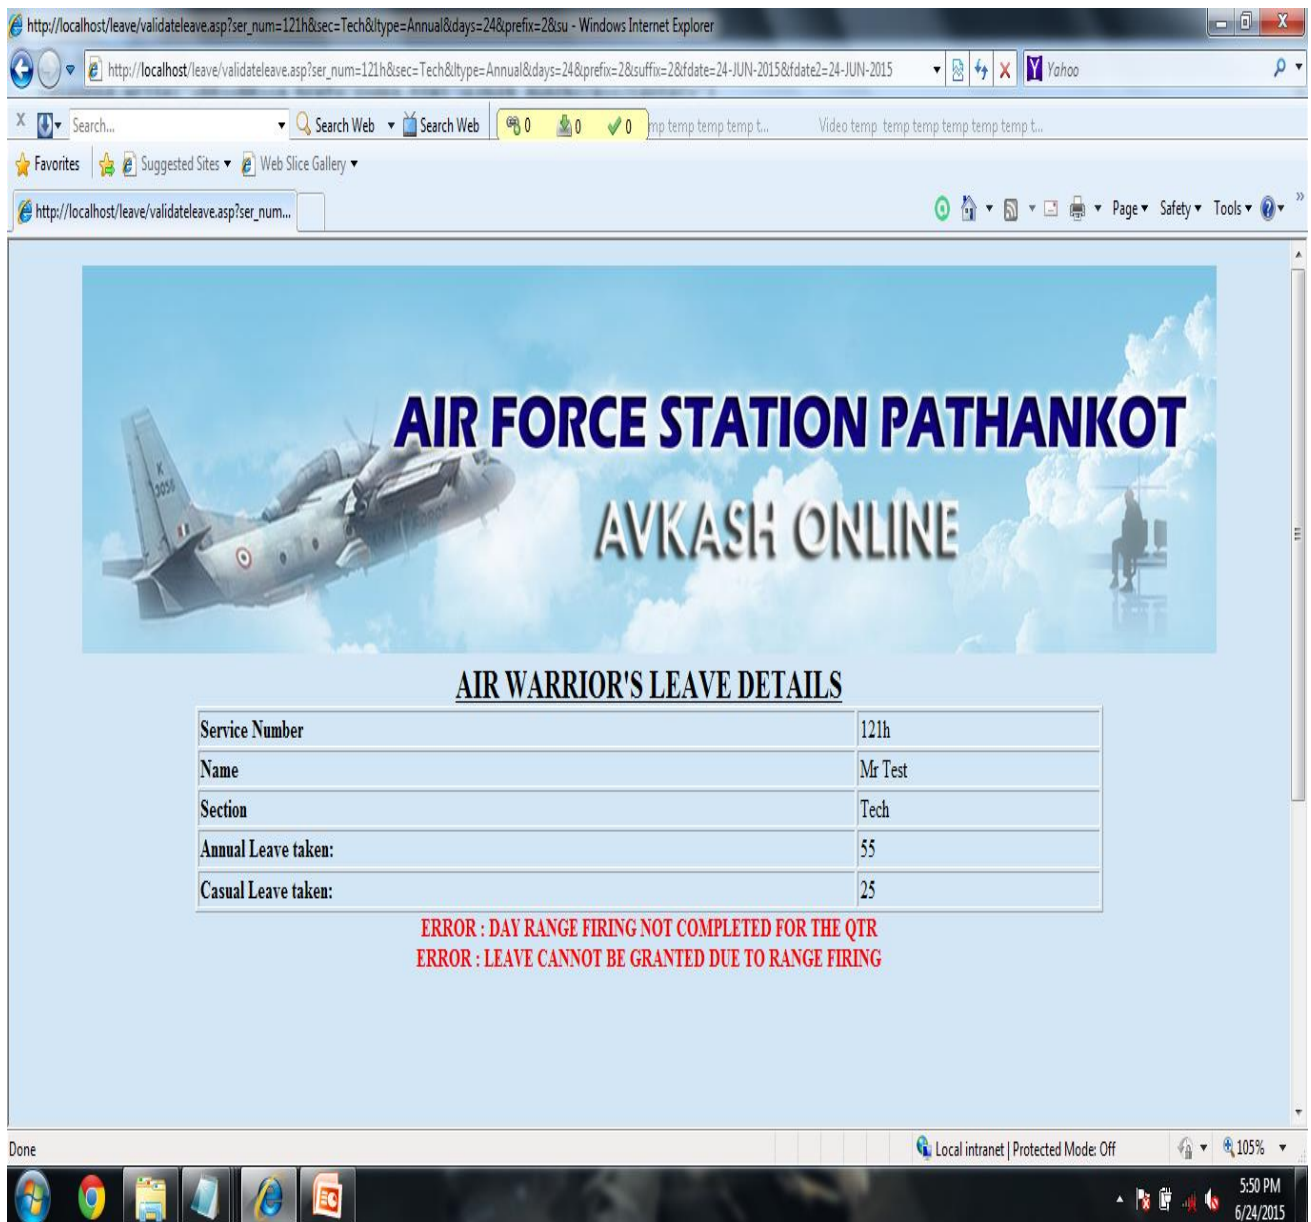 http://localhost/leave/validateleave.asp?ser_num=121h&sec=Tech&ltype=Annual&days=24&prefix=2&su - Windows Internet Explorer
http://localhost/leave/validateleave.asp?ser_num=121h&sec=Tech&ltype=Annual&days=24&prefix=2&suffix=2&fdate=24-JUN-2015&fdate2=24-JUN-2015
Yahoo
Search... Search Web Search Web 0 0 0 mp temp temp temp t... Video temp temp temp temp temp t...
Favorites Suggested Sites Web Slice Gallery
http://localhost/leave/validateleave.asp?ser_num... Page Safety Tools
K
3056
AIR FORCE STATION PATHANKOT
AVKASH ONLINE
AIR WARRIOR'S LEAVE DETAILS
Service Number 121h
Name Mr Test
Section Tech
Annual Leave taken: 55
Casual Leave taken: 25
ERROR : DAY RANGE FIRING NOT COMPLETED FOR THE QTR
ERROR : LEAVE CANNOT BE GRANTED DUE TO RANGE FIRING
Done Local intranet | Protected Mode: Off 105%
5:50 PM
6/24/2015